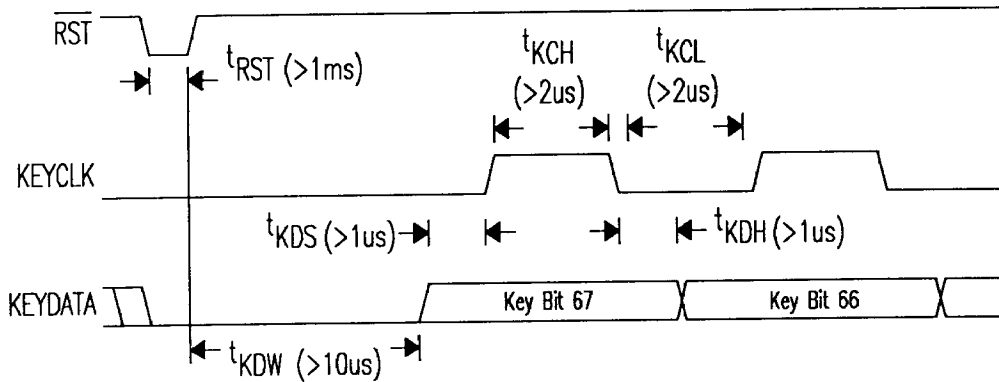 RST
tRST (>1ms)
tKCH
(>2us)
tKCL
(>2us)
KEYCLK
tKDS (>1us)
tKDH (>1us)
KEYDATA
Key Bit 67
Key Bit 66
tKDW (>10us)